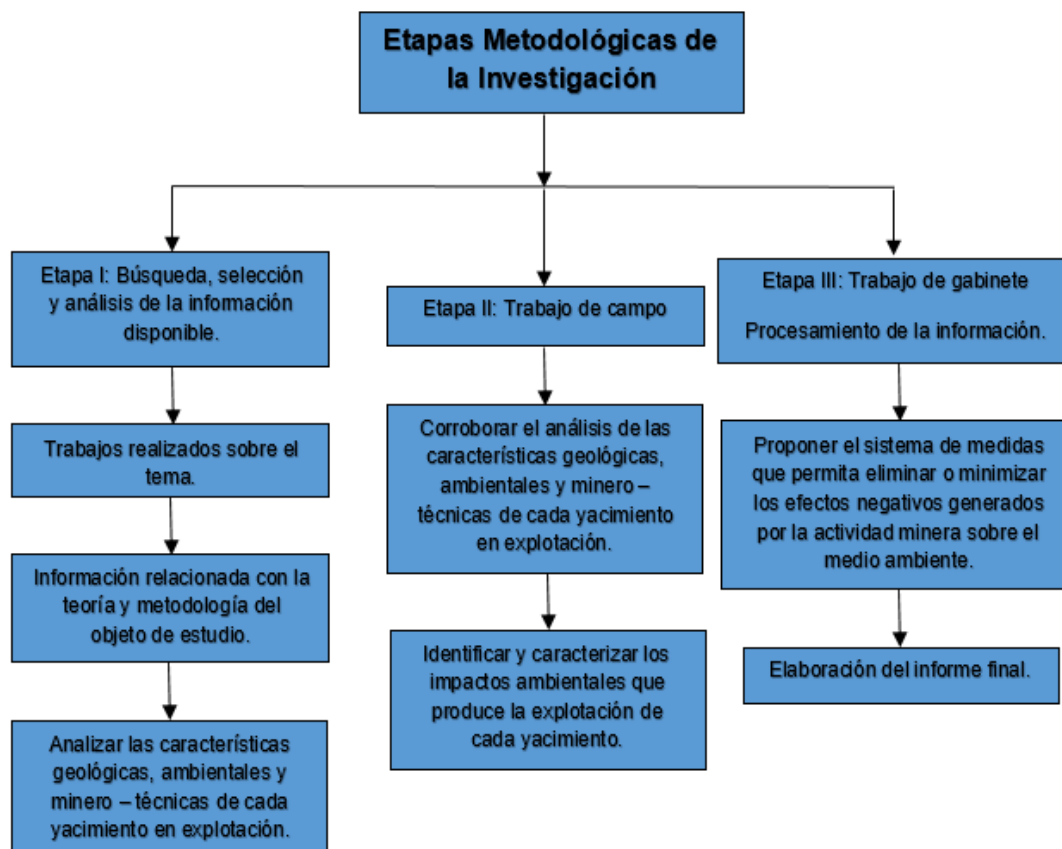 Etapas Metodológicas de
la Investigación
Etapa I: Búsqueda, selección
y análisis de la información
disponible.
Trabajos realizados sobre el
tema.
Información relacionada con la
teoría y metodología del
objeto de estudio.
Analizar las características
geológicas, ambientales y
minero – técnicas de cada
yacimiento en explotación.
Etapa II: Trabajo de campo
Corroborar el análisis de las
características geológicas,
ambientales y minero –
técnicas de cada yacimiento
en explotación.
Identificar y caracterizar los
impactos ambientales que
produce la explotación de
cada yacimiento.
Etapa III: Trabajo de gabinete
Procesamiento de la información.
Proponer el sistema de medidas
que permita eliminar o minimizar
los efectos negativos generados
por la actividad minera sobre el
medio ambiente.
Elaboración del informe final.